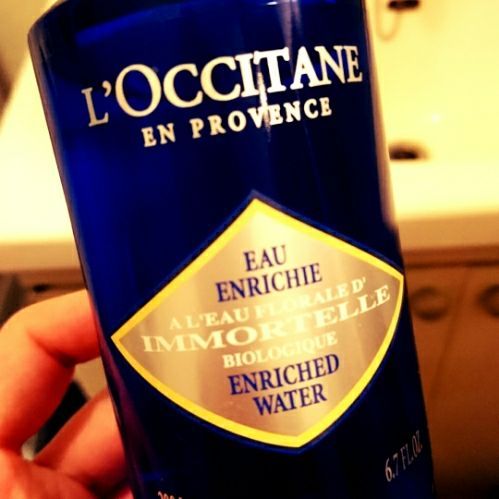 L'OCCITANE
EN PROVENCE
EAU
ENRICHIE
A L'EAU FLORALE D'
IMMORTELLE
BIOLOGIQUE
ENRICHED
WATER
6.7 FL.OZ.